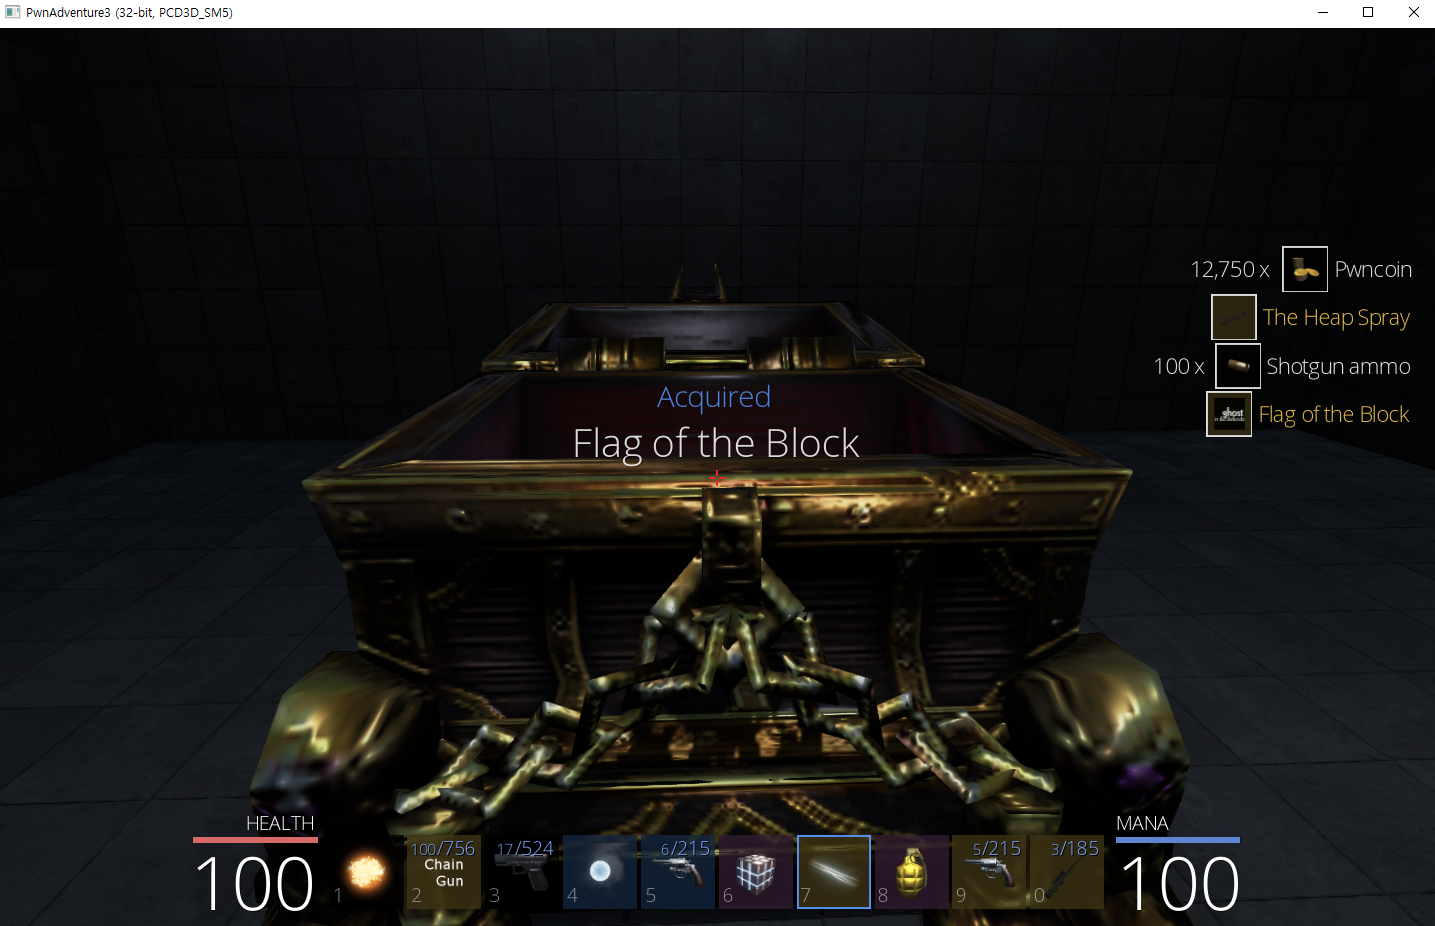 PwnAdventure3 (32-bit, PCD3D_SM5)
12,750 x Pwncoin
The Heap Spray
100 x Shotgun ammo
ghost
Flag of the Block
Acquired
Flag of the Block
HEALTH
100
1
100/756
Chain
Gun
2
17/524
3
4
6/215
5
6
7
8
5/215
9
3/185
0
MANA
100